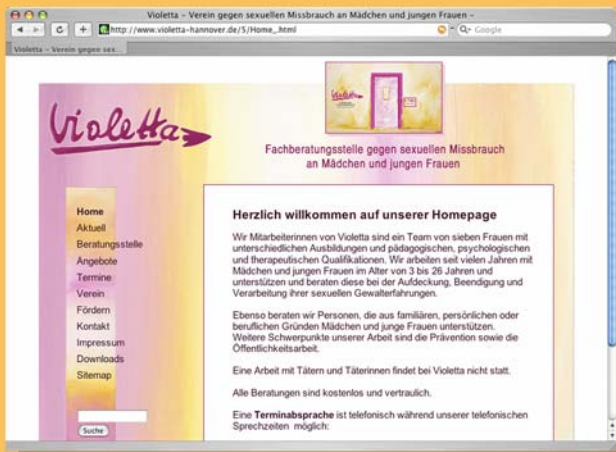 Violetta – Verein gegen sexuellen Missbrauch an Mädchen und jungen Frauen –
http://www.violetta-hannover.de/5/Home_.html
Google
Violetta – Verein gegen sex...
Violetta
Fachberatungsstelle gegen sexuellen Missbrauch
an Mädchen und jungen Frauen
Home
Aktuell
Beratungsstelle
Angebote
Termine
Verein
Fördern
Kontakt
Impressum
Downloads
Sitemap
Suche
Herzlich willkommen auf unserer Homepage
Wir Mitarbeiterinnen von Violetta sind ein Team von sieben Frauen mit
unterschiedlichen Ausbildungen und pädagogischen, psychologischen
und therapeutischen Qualifikationen. Wir arbeiten seit vielen Jahren mit
Mädchen und jungen Frauen im Alter von 3 bis 26 Jahren und
unterstützen und beraten diese bei der Aufdeckung, Beendigung und
Verarbeitung ihrer sexuellen Gewalterfahrungen.
Ebenso beraten wir Personen, die aus familiären, persönlichen oder
beruflichen Gründen Mädchen und junge Frauen unterstützen.
Weitere Schwerpunkte unserer Arbeit sind die Prävention sowie die
Öffentlichkeitsarbeit.
Eine Arbeit mit Tätern und Täterinnen findet bei Violetta nicht statt.
Alle Beratungen sind kostenlos und vertraulich.
Eine Terminabsprache ist telefonisch während unserer telefonischen
Sprechzeiten möglich: